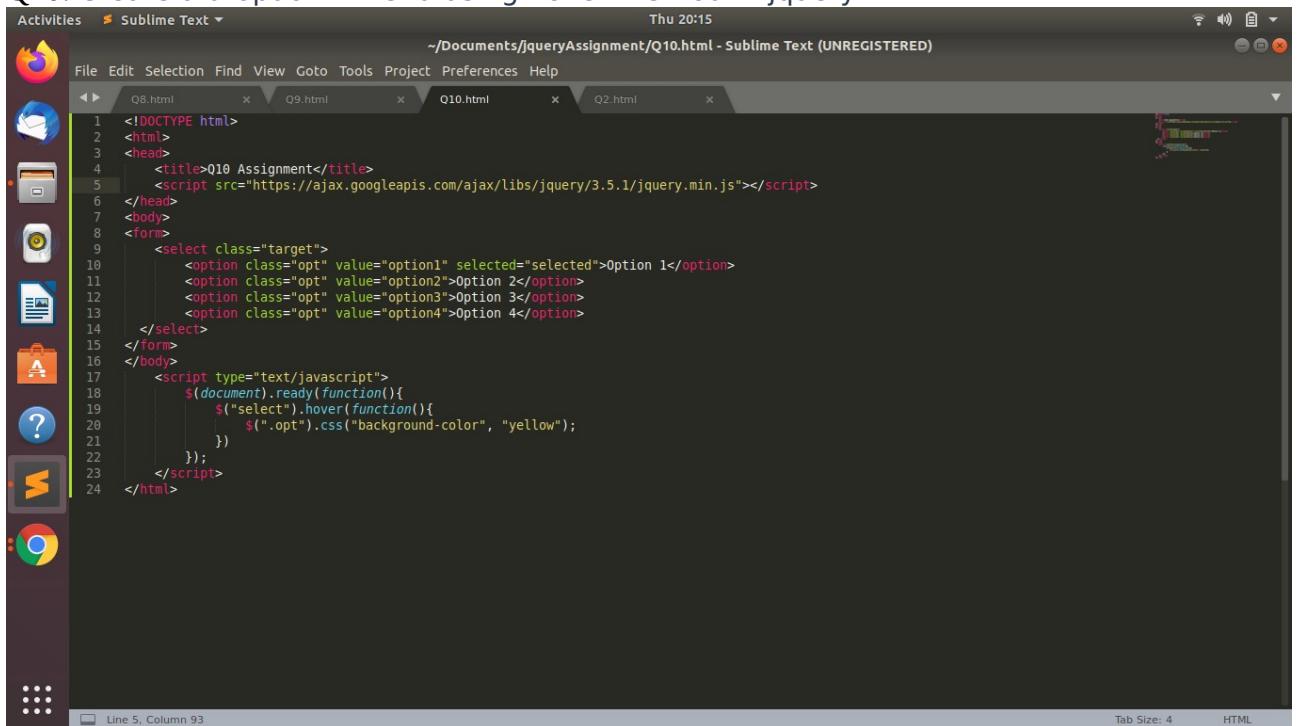 Activities Sublime Text Thu 20:15
~/Documents/jqueryAssignment/Q10.html - Sublime Text (UNREGISTERED)
File Edit Selection Find View Goto Tools Project Preferences Help
Q8.html × Q9.html × Q10.html × Q2.html ×
1 <!DOCTYPE html>
2 <html>
3 <head>
4 <title>Q10 Assignment</title>
5 <script src="https://ajax.googleapis.com/ajax/libs/jquery/3.5.1/jquery.min.js"></script>
6 </head>
7 <body>
8 <form>
9 <select class="target">
10 <option class="opt" value="option1" selected="selected">Option 1</option>
11 <option class="opt" value="option2">Option 2</option>
12 <option class="opt" value="option3">Option 3</option>
13 <option class="opt" value="option4">Option 4</option>
14 </select>
15 </form>
16 </body>
17 <script type="text/javascript">
18 $(document).ready(function(){
19 $("select").hover(function(){
20 $(".opt").css("background-color", "yellow");
21 })
22 });
23 </script>
24 </html>
Line 5, Column 93 Tab Size: 4 HTML